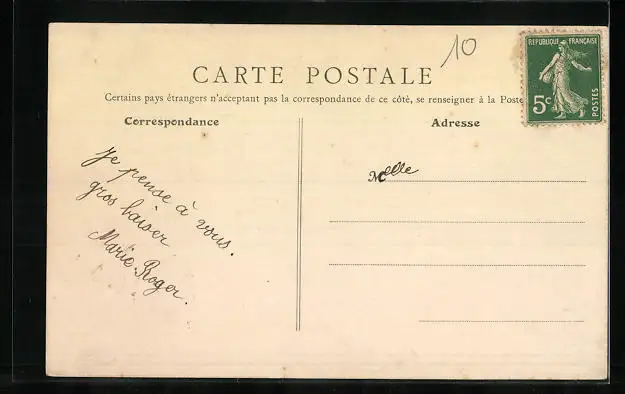 10
CARTE POSTALE
Certains pays étrangers n'acceptant pas la correspondance de ce côté, se renseigner à la Poste
Correspondance
Je pense à vous.
gros baiser
Marie. Roger.
Adresse
Melle
REPUBLIQUE FRANÇAISE
5c
POSTES